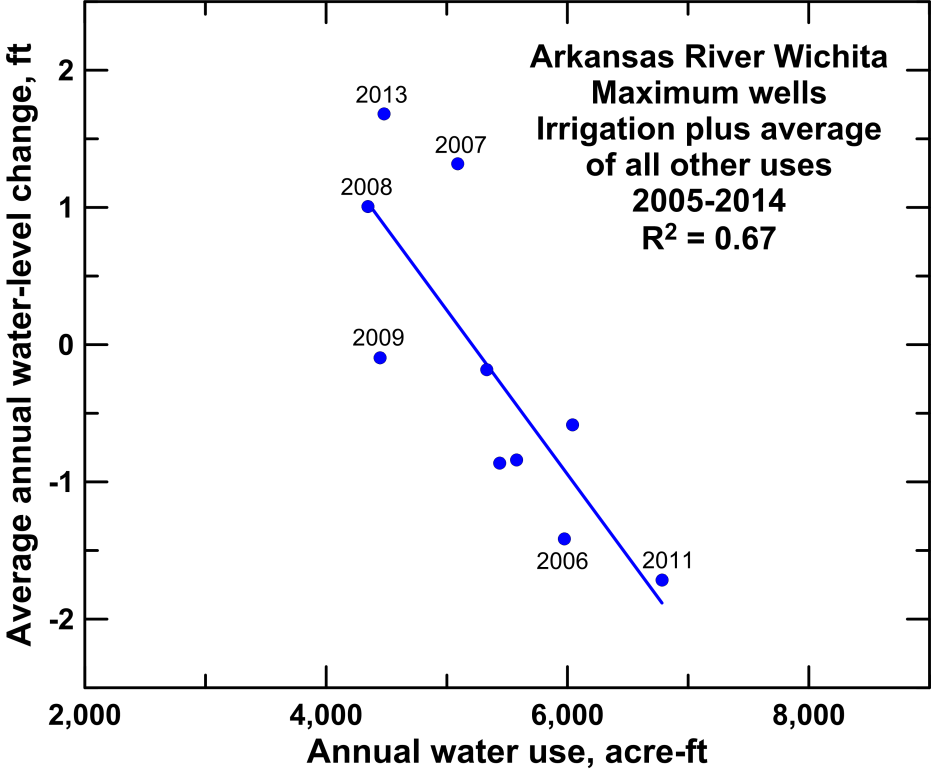 Arkansas River Wichita
Maximum wells
Irrigation plus average
of all other uses
2005-2014
R² = 0.67
Average annual water-level change, ft
2
1
0
-1
-2
2013
2007
2008
2009
2006
2011
2,000
4,000
6,000
8,000
Annual water use, acre-ft